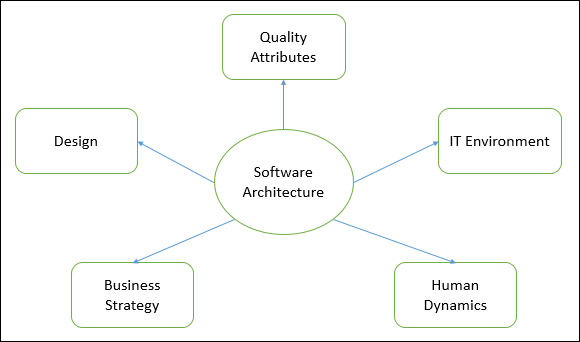 Quality
Attributes
Design
IT Environment
Software
Architecture
Business
Strategy
Human
Dynamics